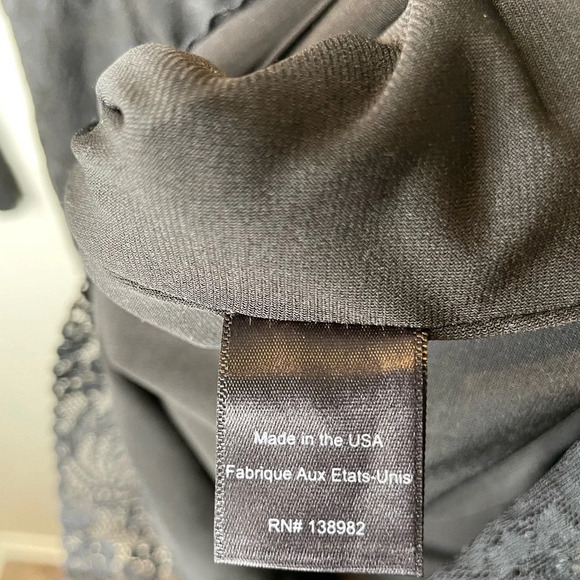 Made in the USA
Fabrique Aux Etats-Unis
RN# 138982